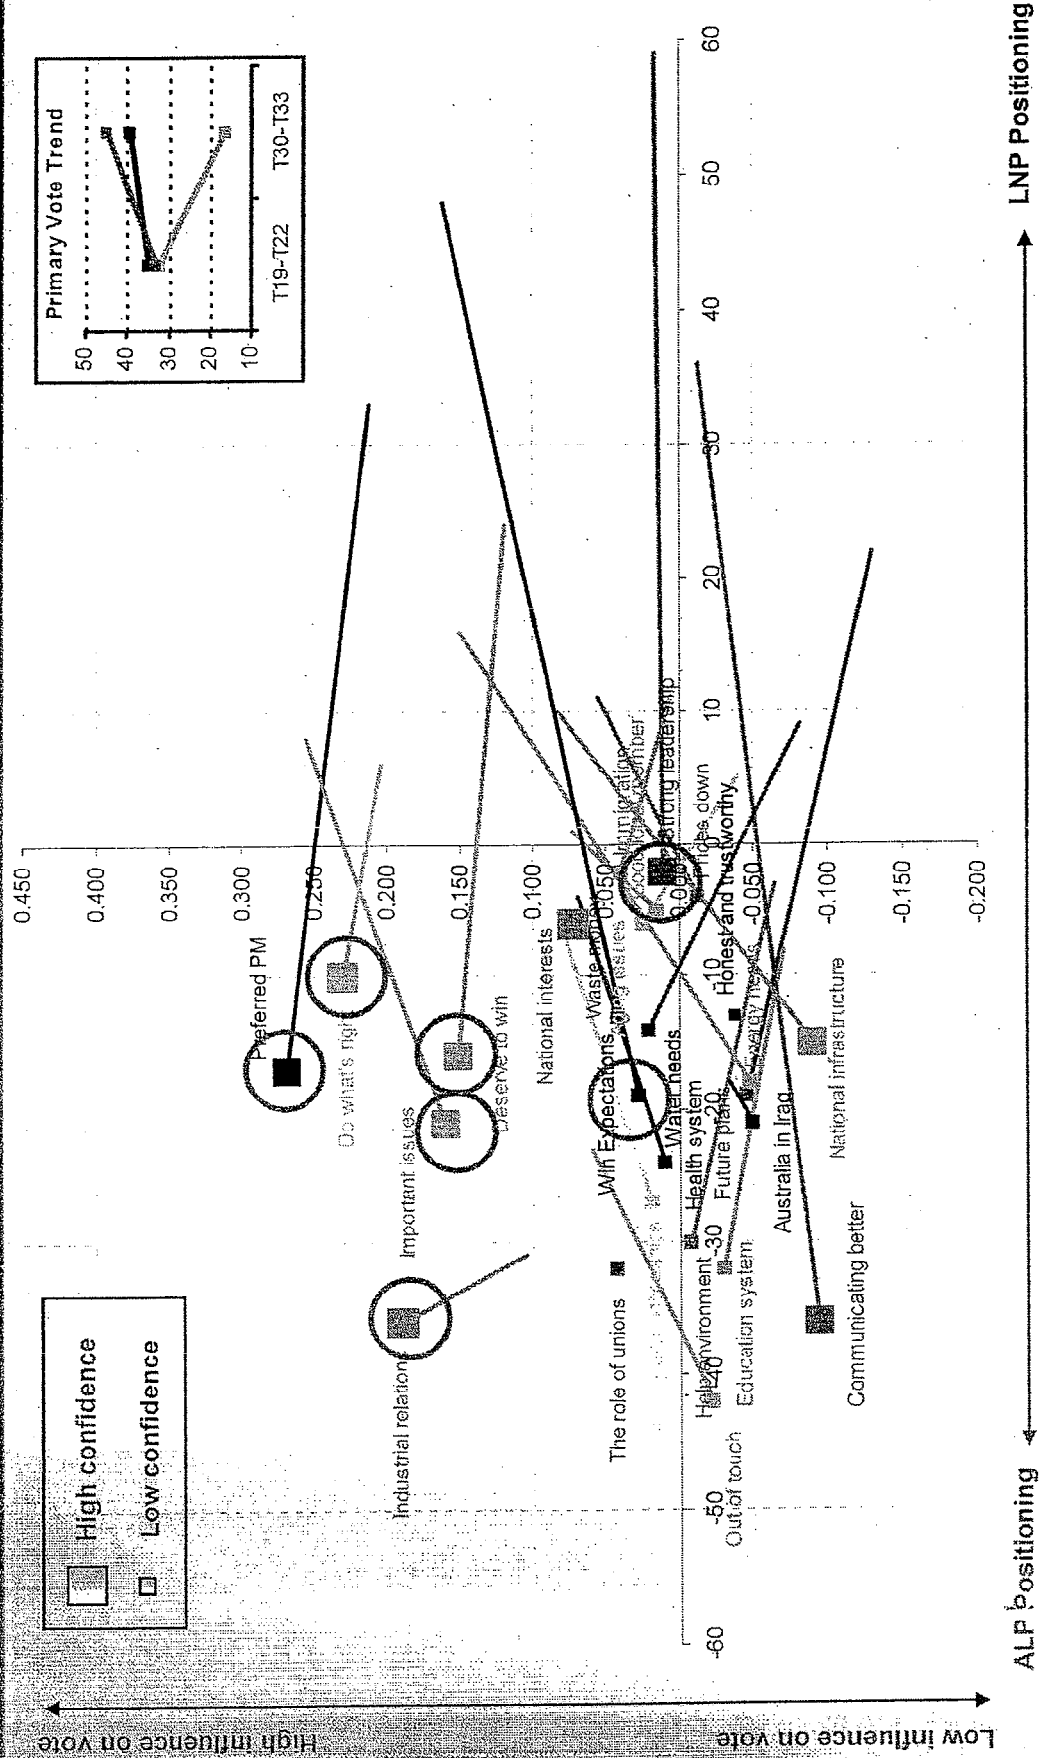 High influence on vote
Low influence on vote
High confidence
Low confidence
Primary Vote Trend
50
40
30
20
10
T19-T22
T30-T33
0.450
0.400
0.350
0.300
0.250
0.200
0.150
0.100
0.050
0.000
-0.050
-0.100
-0.150
-0.200
-60
-50
-40
-30
-20
-10
10
20
30
40
50
60
Preferred PM
Do what's right
Important issues
Deserve to win
Industrial relation
National interests
Waste money
Immigration
Strong leadership
Prices down
Honest and trustworthy
Win Expectations
Water needs
Health system
Future plans
Energy needs
Australia in Iraq
National infrastructure
The role of unions
Help environment
Education system
Out of touch
Communicating better
ALP Positioning
LNP Positioning